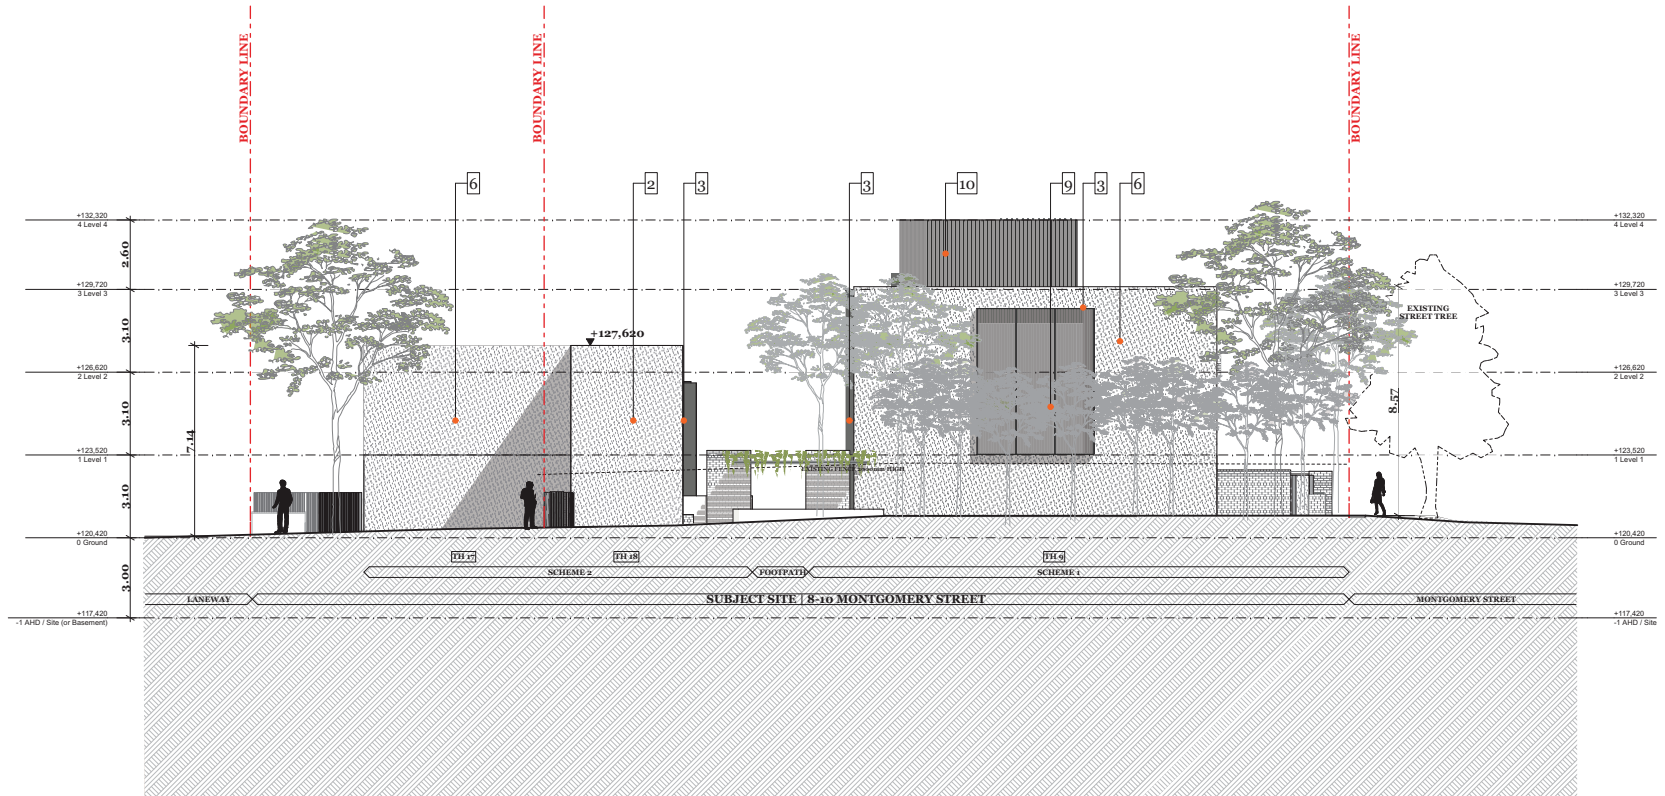 BOUNDARY LINE
BOUNDARY LINE
BOUNDARY LINE
6
2
3
3
10
9
3
6
+132,320
4 Level 4
+132,320
4 Level 4
2.60
+129,720
3 Level 3
+129,720
3 Level 3
EXISTING
STREET TREE
3.10
+127,620
+126,620
2 Level 2
+126,620
2 Level 2
8.57
3.10
7.14
+123,520
1 Level 1
+123,520
1 Level 1
EXISTING FENCE HIGH
3.10
+120,420
0 Ground
+120,420
0 Ground
TH 17
TH 18
TH 9
3.00
SCHEME 2
FOOTPATH
SCHEME 1
LANEWAY
SUBJECT SITE | 8-10 MONTGOMERY STREET
MONTGOMERY STREET
+117,420
-1 AHD / Site (or Basement)
+117,420
-1 AHD / Site